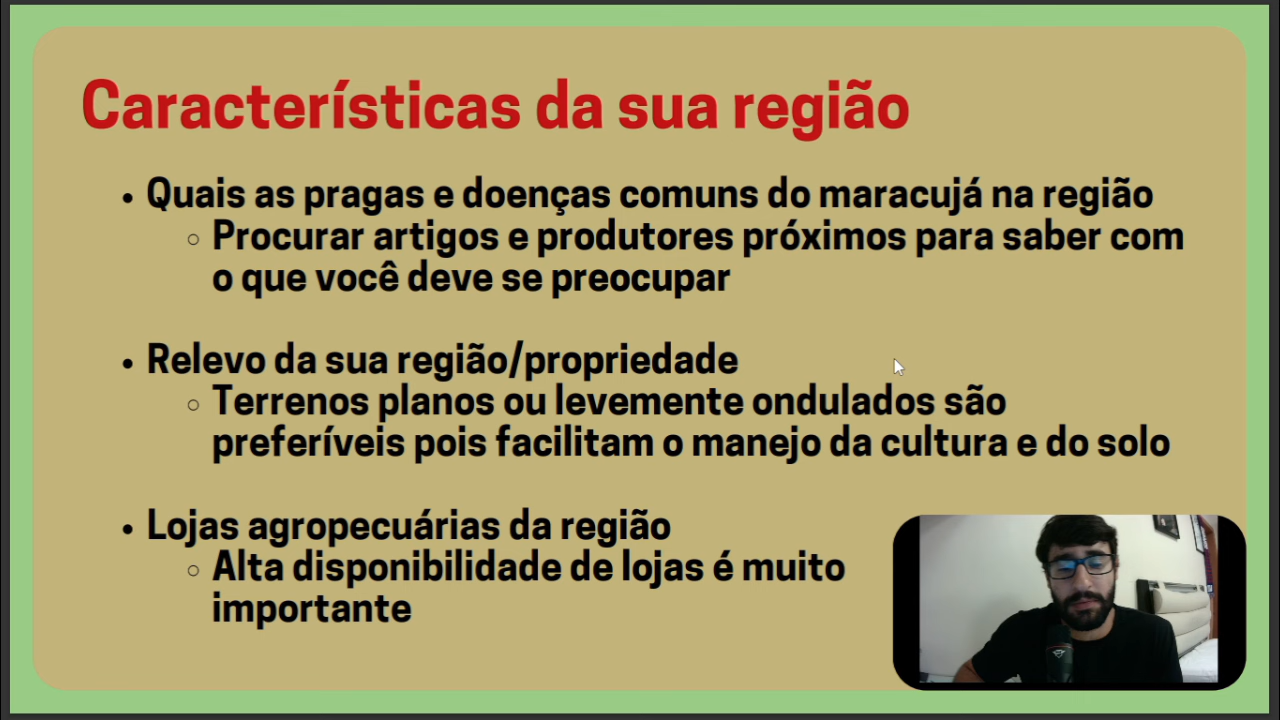 Características da sua região
Quais as pragas e doenças comuns do maracujá na região
Procurar artigos e produtores próximos para saber com
o que você deve se preocupar
Relevo da sua região/propriedade
Terrenos planos ou levemente ondulados são
preferíveis pois facilitam o manejo da cultura e do solo
Lojas agropecuárias da região
Alta disponibilidade de lojas é muito
importante